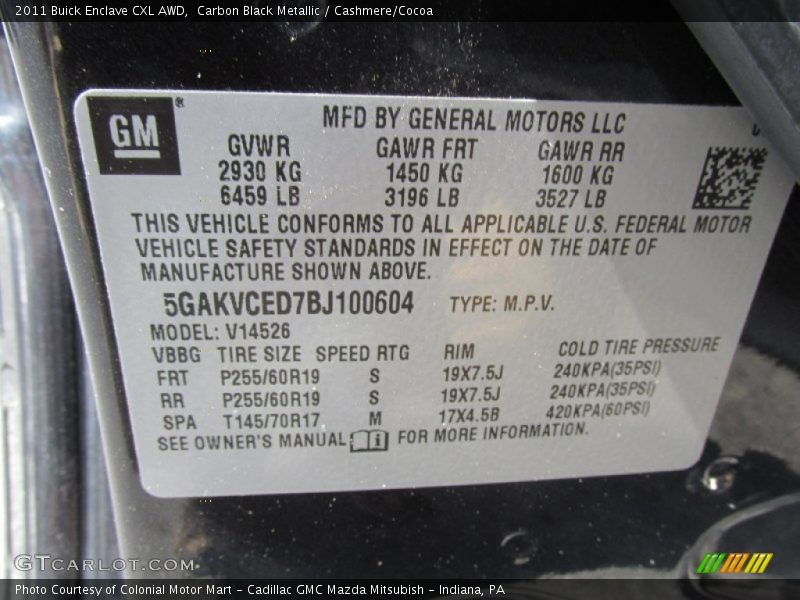 2011 Buick Enclave CXL AWD,  Carbon Black Metallic / Cashmere/Cocoa
GM®
MFD BY GENERAL MOTORS LLC
GVWR GAWR FRT GAWR RR
2930 KG 1450 KG 1600 KG
6459 LB 3196 LB 3527 LB
THIS VEHICLE CONFORMS TO ALL APPLICABLE U.S. FEDERAL MOTOR
VEHICLE SAFETY STANDARDS IN EFFECT ON THE DATE OF
MANUFACTURE SHOWN ABOVE.
5GAKVCED7BJ100604 TYPE: M.P.V.
MODEL: V14526
VBBG TIRE SIZE SPEED RTG RIM COLD TIRE PRESSURE
FRT P255/60R19 S 19X7.5J 240KPA(35PSI)
RR P255/60R19 S 19X7.5J 240KPA(35PSI)
SPA T145/70R17 M 17X4.5B 420KPA(60PSI)
SEE OWNER'S MANUAL FOR MORE INFORMATION.
GTCARLOT.COM
Photo Courtesy of Colonial Motor Mart - Cadillac GMC Mazda Mitsubish - Indiana, PA